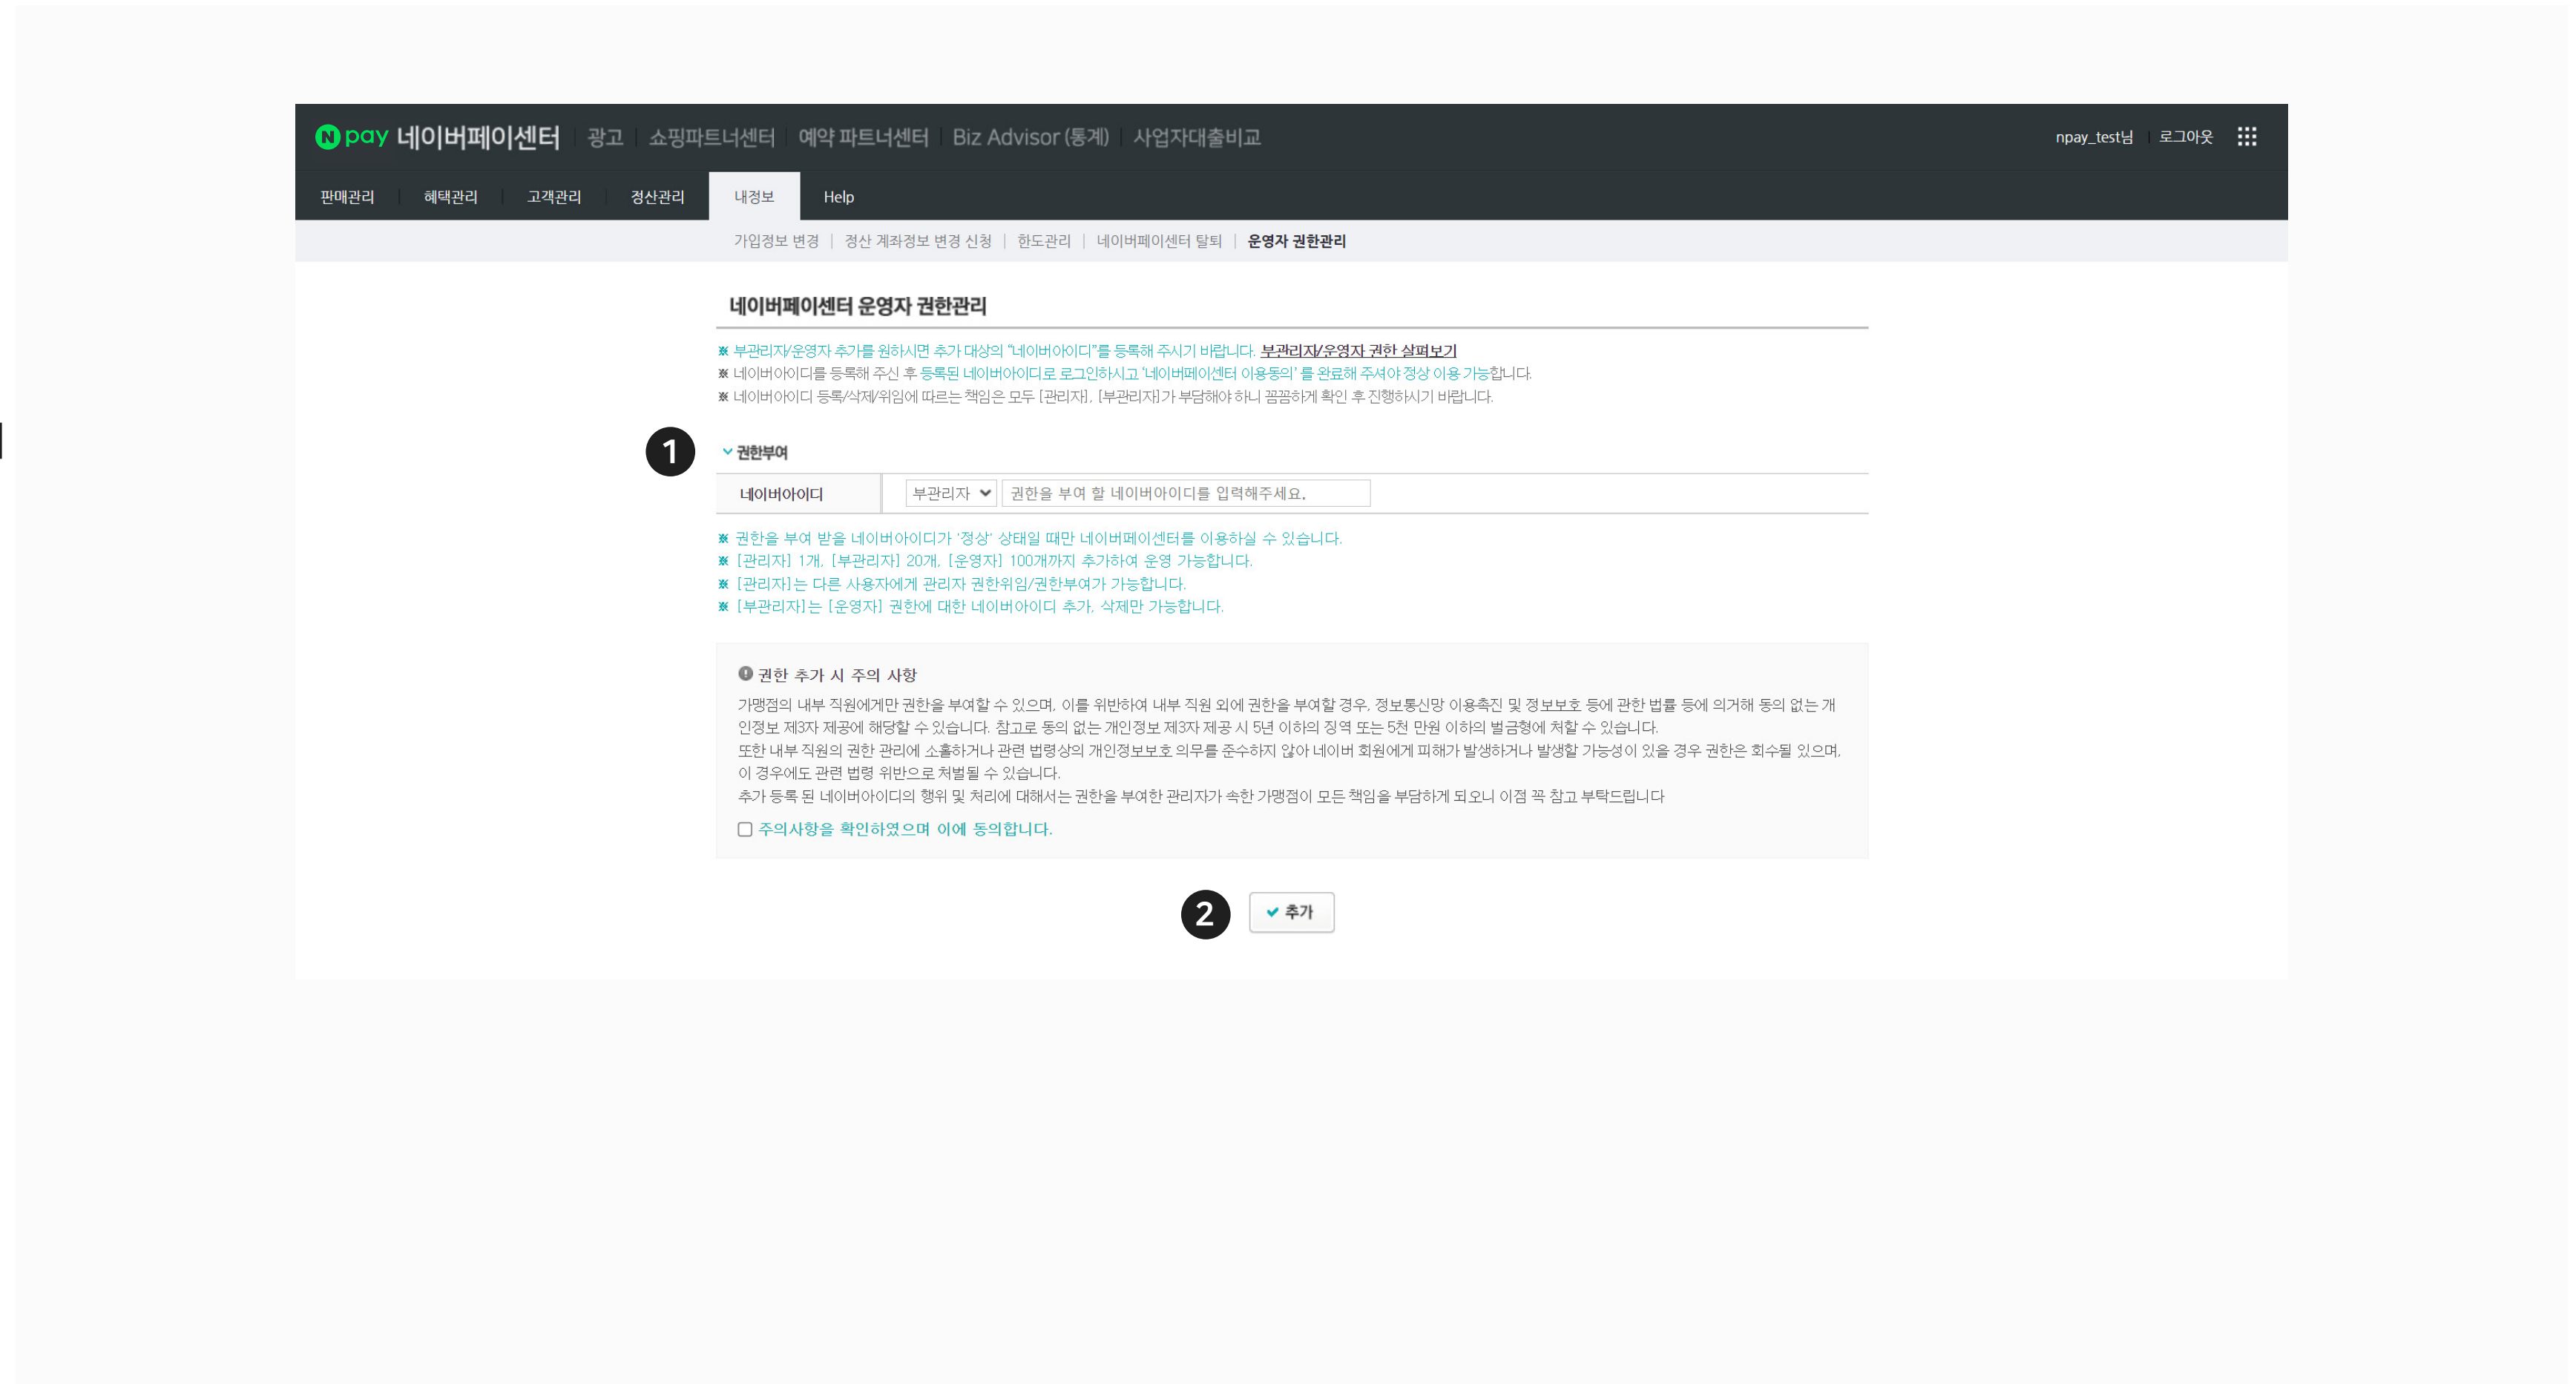 N pay 네이버페이센터 광고 쇼핑파트너센터 예약 파트너센터 Biz Advisor (통계) 사업자대출비교 npay_test님 로그아웃
판매관리 혜택관리 고객관리 정산관리 내정보 Help
가입정보 변경 정산 계좌정보 변경 신청 한도관리 네이버페이센터 탈퇴 운영자 권한관리
네이버페이센터 운영자 권한관리
※ 부관리자/운영자 추가를 원하시면 추가 대상의 "네이버아이디"를 등록해 주시기 바랍니다. 부관리자/운영자 권한 살펴보기
※ 네이버아이디를 등록해 주신 후 등록된 네이버아이디로 로그인하시고 '네이버페이센터 이용동의' 를 완료해 주셔야 정상 이용 가능합니다.
※ 네이버아이디 등록/삭제/위임에 따르는 책임은 모두 [관리자], [부관리자]가 부담해야 하니 꼼꼼하게 확인 후 진행하시기 바랍니다.
1 권한부여
네이버아이디 부관리자 권한을 부여 할 네이버아이디를 입력해주세요.
※ 권한을 부여 받을 네이버아이디가 '정상' 상태일 때만 네이버페이센터를 이용하실 수 있습니다.
※ [관리자] 1개, [부관리자] 20개, [운영자] 100개까지 추가하여 운영 가능합니다.
※ [관리자]는 다른 사용자에게 관리자 권한위임/권한부여가 가능합니다.
※ [부관리자]는 [운영자] 권한에 대한 네이버아이디 추가, 삭제만 가능합니다.
권한 추가 시 주의 사항
가맹점의 내부 직원에게만 권한을 부여할 수 있으며, 이를 위반하여 내부 직원 외에 권한을 부여할 경우, 정보통신망 이용촉진 및 정보보호 등에 관한 법률 등에 의거해 동의 없는 개
인정보 제3자 제공에 해당할 수 있습니다. 참고로 동의 없는 개인정보 제3자 제공 시 5년 이하의 징역 또는 5천 만원 이하의 벌금형에 처할 수 있습니다.
또한 내부 직원의 권한 관리에 소홀하거나 관련 법령상의 개인정보보호 의무를 준수하지 않아 네이버 회원에게 피해가 발생하거나 발생할 가능성이 있을 경우 권한은 회수될 있으며,
이 경우에도 관련 법령 위반으로 처벌될 수 있습니다.
추가 등록 된 네이버아이디의 행위 및 처리에 대해서는 권한을 부여한 관리자가 속한 가맹점이 모든 책임을 부담하게 되오니 이점 꼭 참고 부탁드립니다
주의사항을 확인하였으며 이에 동의합니다.
2 추가